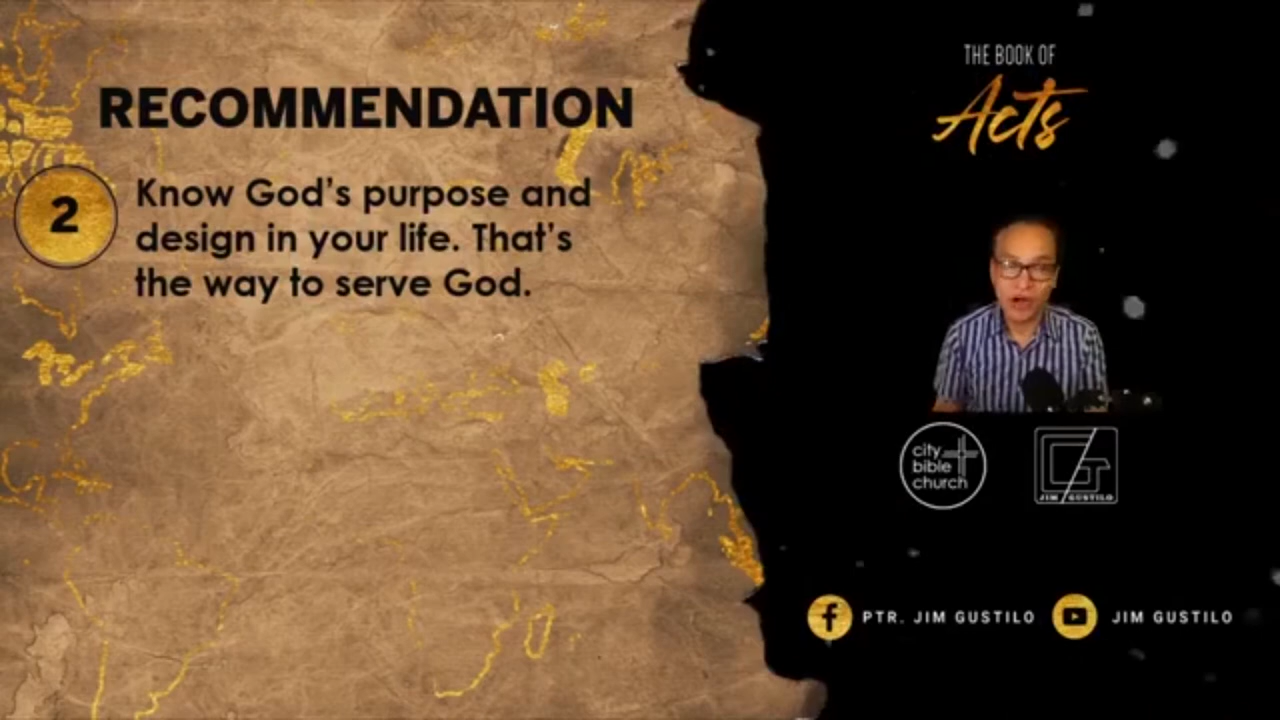 RECOMMENDATION
2
Know God's purpose and
design in your life. That's
the way to serve God.
THE BOOK OF
Acts
city
bible
church
JIM GUSTILO
PTR. JIM GUSTILO
JIM GUSTILO